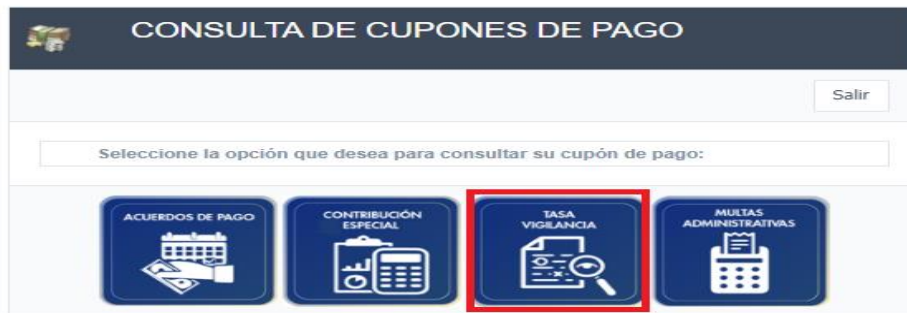 CONSULTA DE CUPONES DE PAGO
Salir
Seleccione la opción que desea para consultar su cupón de pago:
ACUERDOS DE PAGO
CONTRIBUCIÓN
ESPECIAL
TASA
VIGILANCIA
MULTAS
ADMINISTRATIVAS